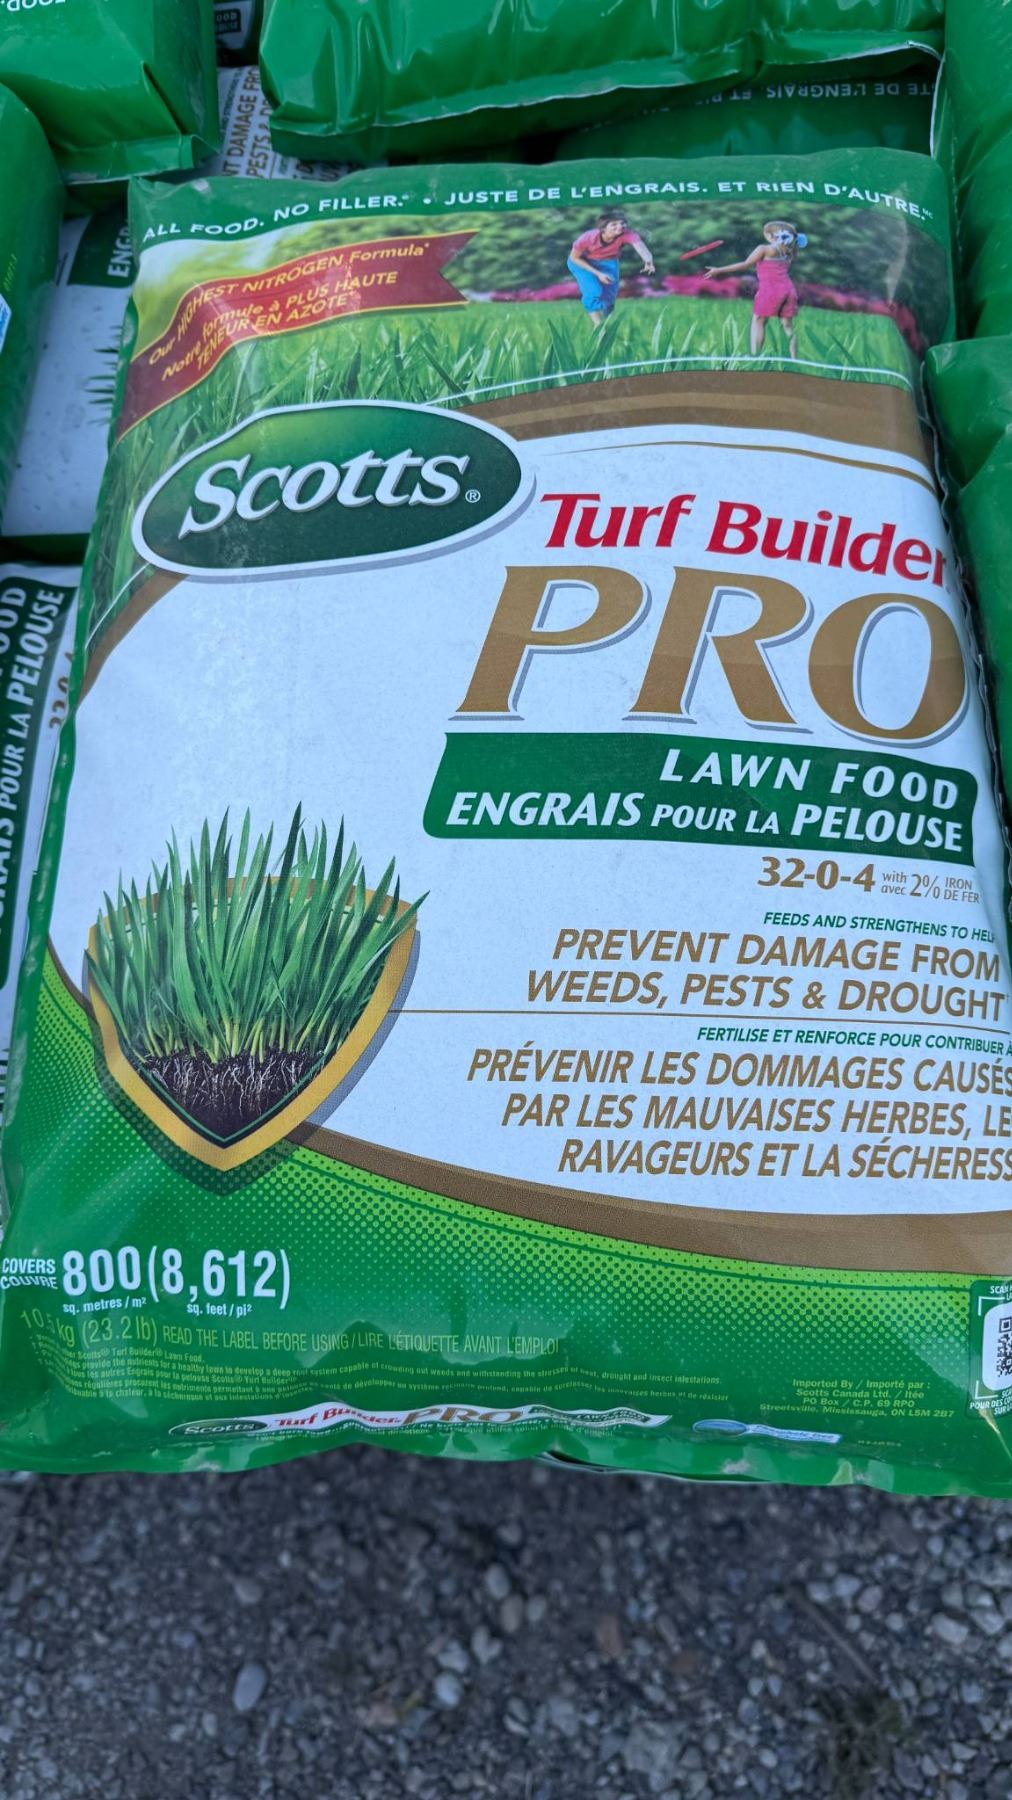 ALL FOOD. NO FILLER.* • JUSTE DE L'ENGRAIS. ET RIEN D'AUTRE.MC
Our HIGHEST NITROGEN Formula*
Notre formule à PLUS HAUTE
TENEUR EN AZOTE*
Scotts®
Turf Builder
PRO
LAWN FOOD
ENGRAIS POUR LA PELOUSE
32-0-4 with avec 2% IRON DE FER
FEEDS AND STRENGTHENS TO HEL
PREVENT DAMAGE FROM
WEEDS, PESTS & DROUGHT
FERTILISE ET RENFORCE POUR CONTRIBUER À
PRÉVENIR LES DOMMAGES CAUSÉS
PAR LES MAUVAISES HERBES, LE
RAVAGEURS ET LA SÉCHERESS
COVERS
COUVRE
800 (8,612)
sq. metres / m² sq. feet / pi²
10.5 kg (23.2 lb) READ THE LABEL BEFORE USING / LIRE L'ÉTIQUETTE AVANT L'EMPLOI
Imported By / Importé par :
Scotts Canada Ltd. / ltée
PO Box / C.P. 69 RPO
Streetsville, Mississauga, ON L5M 2B7
Scotts Turf Builder PRO
ENGRAIS POUR LA PELOUSE